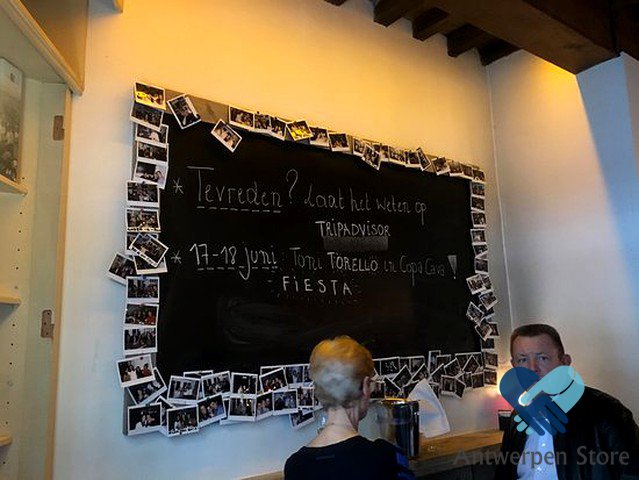 * Tevreden? Laat het weten op
TRIPADVISOR
* 17-18 juni: Toni TORELLO in Copa Cava!
- FIESTA -
Antwerpen Store